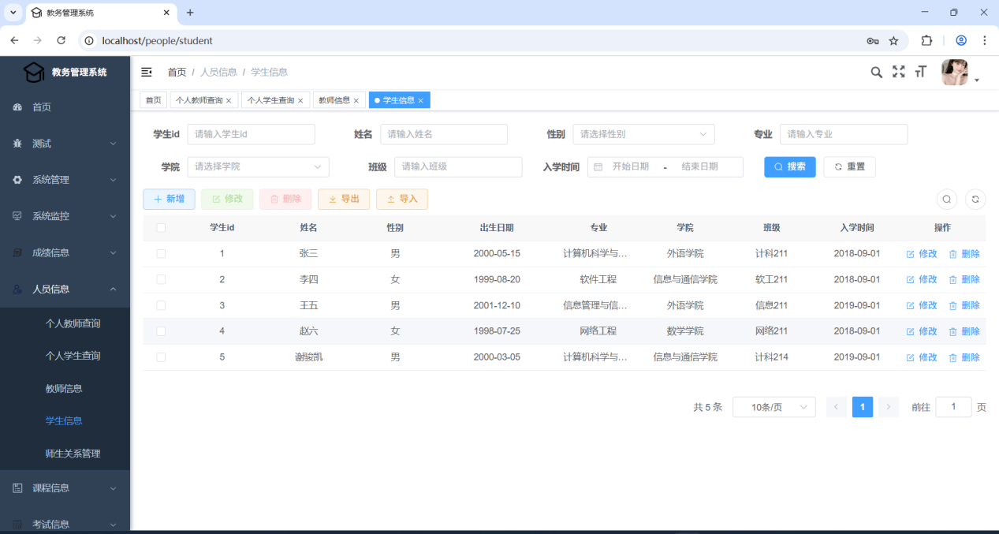 教务管理系统
localhost/people/student
教务管理系统
首页 / 人员信息 / 学生信息
首页 个人教师查询 个人学生查询 教师信息 学生信息
首页
测试
系统管理
系统监控
成绩信息
人员信息
个人教师查询
个人学生查询
教师信息
学生信息
师生关系管理
课程信息
考试信息
学生id 请输入学生id 姓名 请输入姓名 性别 请选择性别 专业 请输入专业
学院 请选择学院 班级 请输入班级 入学时间 开始日期 - 结束日期 搜索 重置
新增 修改 删除 导出 导入
学生id 姓名 性别 出生日期 专业 学院 班级 入学时间 操作
1 张三 男 2000-05-15 计算机科学与... 外语学院 计科211 2018-09-01 修改 删除
2 李四 女 1999-08-20 软件工程 信息与通信学院 软工211 2018-09-01 修改 删除
3 王五 男 2001-12-10 信息管理与信... 外语学院 信息211 2019-09-01 修改 删除
4 赵六 女 1998-07-25 网络工程 数学学院 网络211 2018-09-01 修改 删除
5 谢骏凯 男 2000-03-05 计算机科学与... 信息与通信学院 计科214 2019-09-01 修改 删除
共 5 条 10条/页 1 前往 1 页